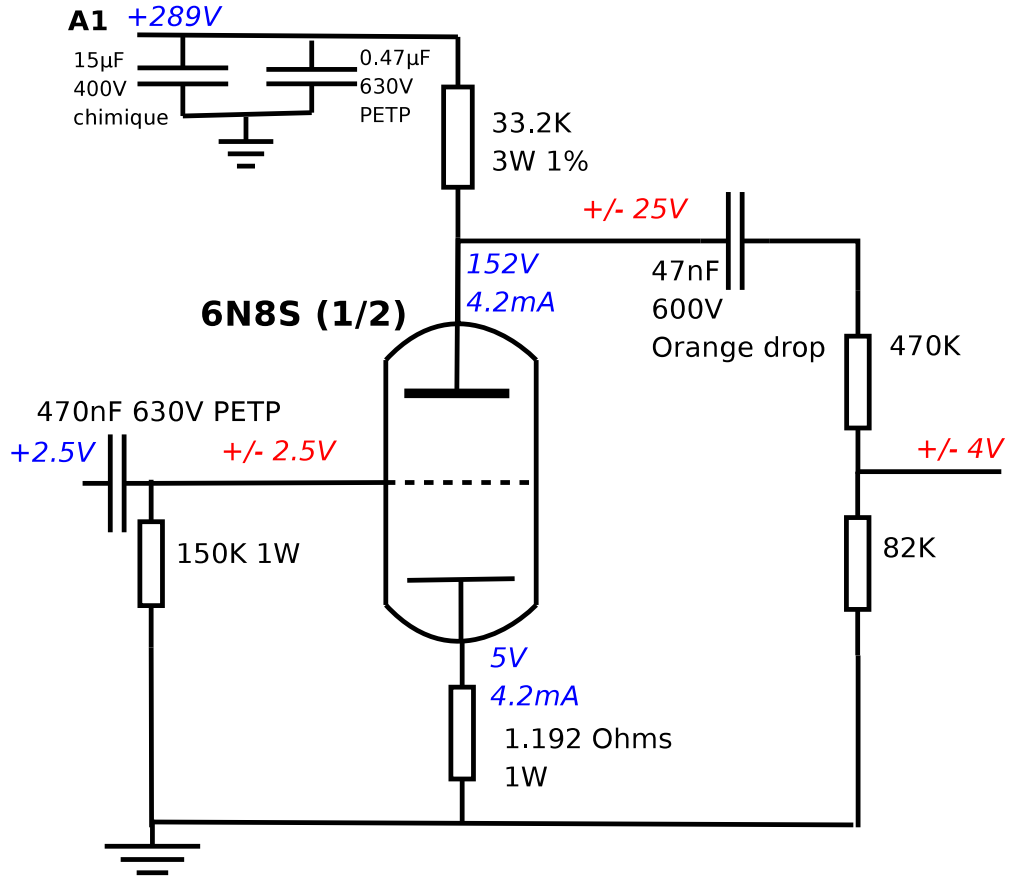 A1 +289V
15µF
400V
chimique
0.47µF
630V
PETP
33.2K
3W 1%
+/- 25V
152V
4.2mA
47nF
600V
Orange drop
6N8S (1/2)
470K
470nF 630V PETP
+2.5V
+/- 2.5V
+/- 4V
150K 1W
82K
5V
4.2mA
1.192 Ohms
1W